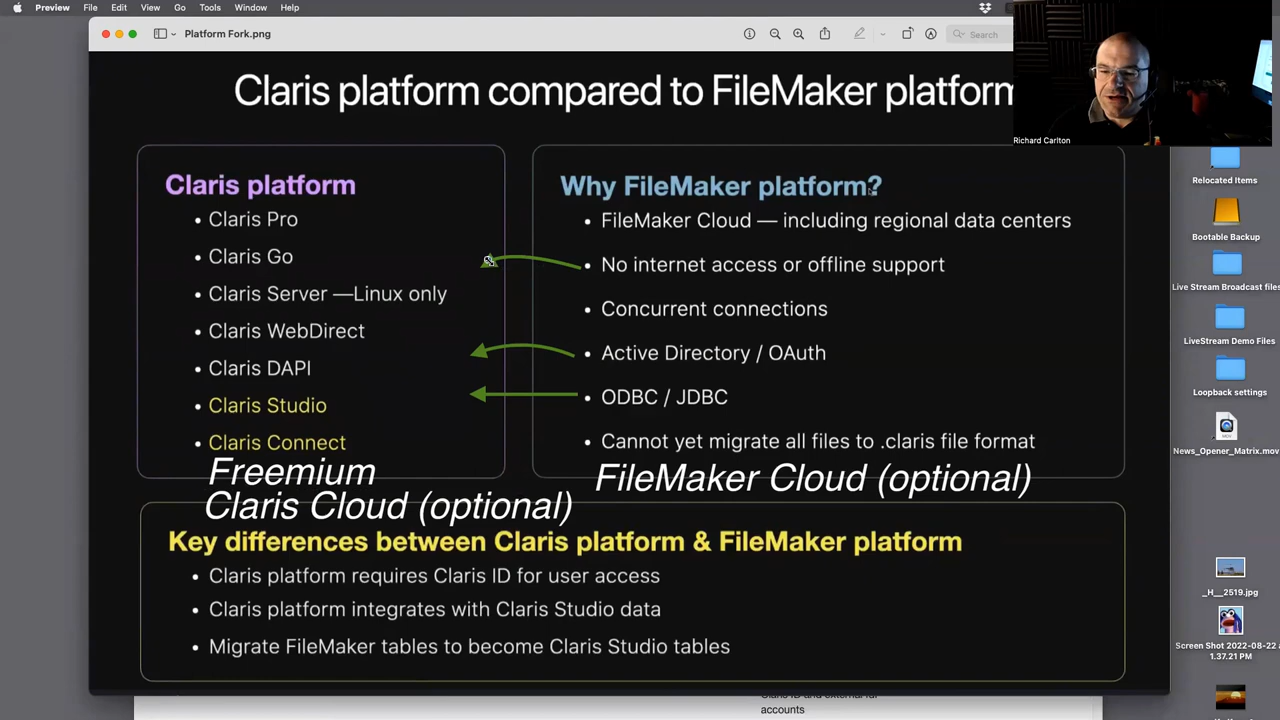 Preview File Edit View Go Tools Window Help
Platform Fork.png
Search
Claris platform compared to FileMaker platform
Richard Carlton
Claris platform
• Claris Pro
• Claris Go
• Claris Server —Linux only
• Claris WebDirect
• Claris DAPI
• Claris Studio
• Claris Connect
Freemium
Claris Cloud (optional)
Why FileMaker platform?
• FileMaker Cloud — including regional data centers
• No internet access or offline support
• Concurrent connections
• Active Directory / OAuth
• ODBC / JDBC
• Cannot yet migrate all files to .claris file format
FileMaker Cloud (optional)
Key differences between Claris platform & FileMaker platform
• Claris platform requires Claris ID for user access
• Claris platform integrates with Claris Studio data
• Migrate FileMaker tables to become Claris Studio tables
accounts
Relocated Items
Bootable Backup
Live Stream Broadcast files
LiveStream Demo Files
Loopback settings
MOV
News_Opener_Matrix.mov
_H__2519.jpg
Screen Shot 2022-08-22 a
1.37.21 PM